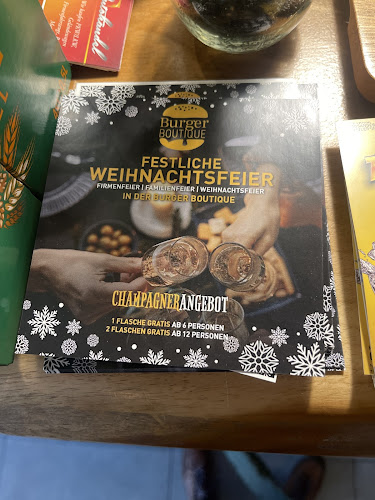 Burger
BOUTIQUE
FESTLICHE
WEIHNACHTSFEIER
FIRMENFEIER | FAMILIENFEIER | WEIHNACHTSFEIER
IN DER BURGER BOUTIQUE
CHAMPAGNERANGEBOT
1 FLASCHE GRATIS AB 6 PERSONEN
2 FLASCHEN GRATIS AB 12 PERSONEN